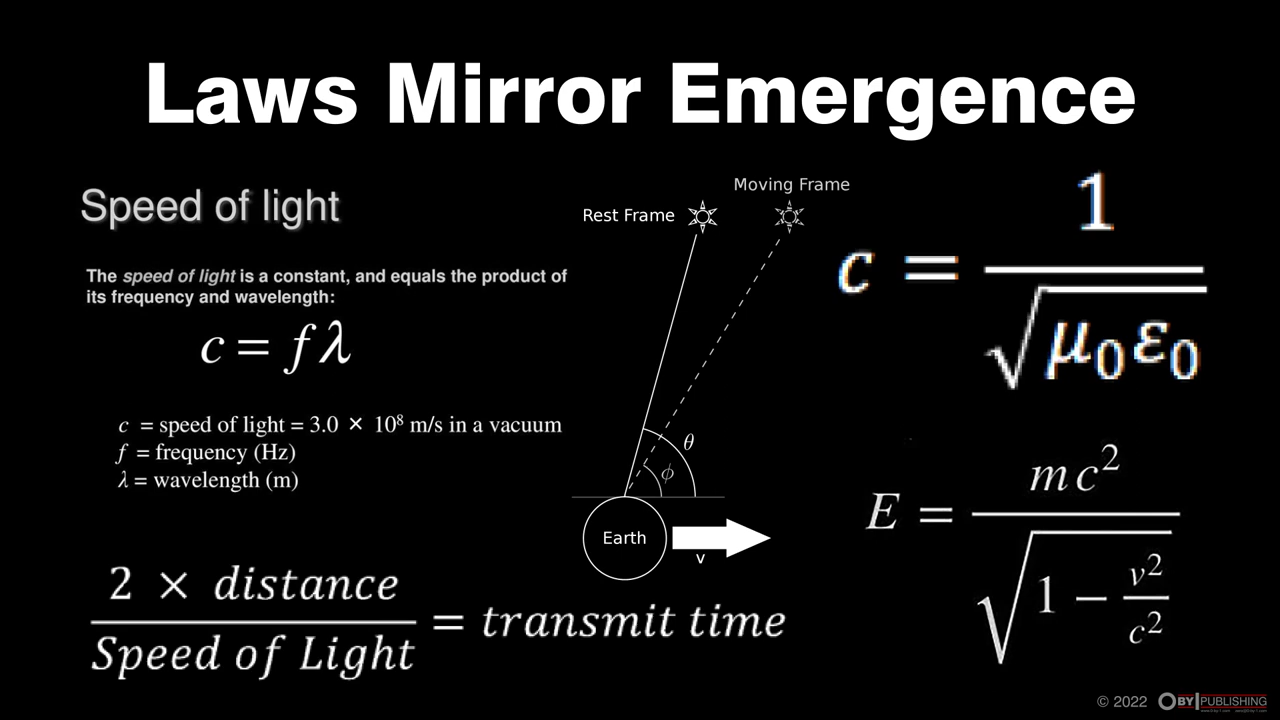 Laws Mirror Emergence
Speed of light
The speed of light is a constant, and equals the product of
its frequency and wavelength:
c = f λ
c = speed of light = 3.0 × 10⁸ m/s in a vacuum
f = frequency (Hz)
λ = wavelength (m)
2 × distance
Speed of Light
= transmit time
Moving Frame
Rest Frame
θ
ϕ
Earth
v
c = 1
√μ₀ε₀
E = mc²
√1 − v²
c²
© 2022 BY PUBLISHING